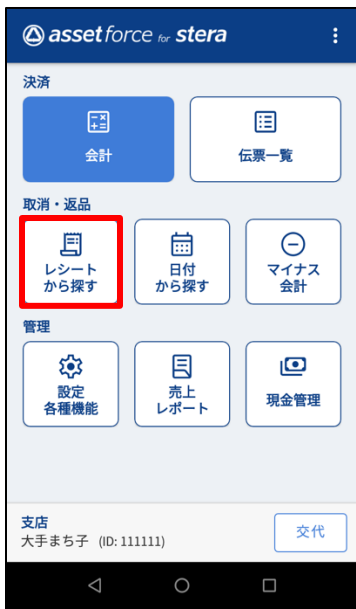 assetforce for stera
決済
会計
伝票一覧
取消・返品
レシート
から探す
日付
から探す
マイナス
会計
管理
設定
各種機能
売上
レポート
現金管理
支店
大手まち子 (ID: 111111)
交代